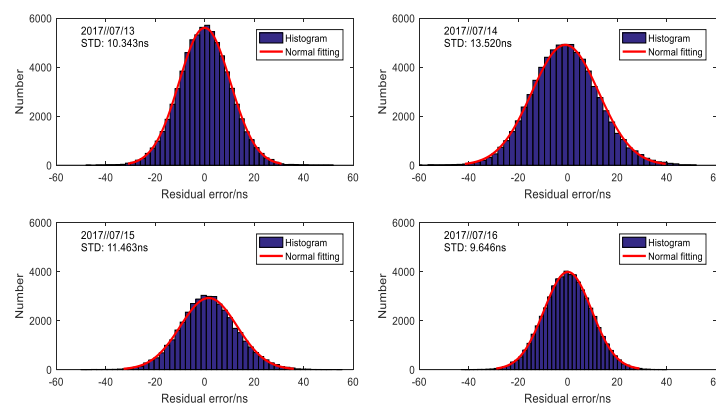 2017//07/13
STD: 10.343ns
Histogram
Normal fitting
Number
6000
4000
2000
0
-60 -40 -20 0 20 40 60
Residual error/ns
2017//07/14
STD: 13.520ns
Histogram
Normal fitting
Number
6000
4000
2000
0
-60 -40 -20 0 20 40 60
Residual error/ns
2017//07/15
STD: 11.463ns
Histogram
Normal fitting
Number
6000
4000
2000
0
-60 -40 -20 0 20 40 60
Residual error/ns
2017//07/16
STD: 9.646ns
Histogram
Normal fitting
Number
6000
4000
2000
0
-60 -40 -20 0 20 40 60
Residual error/ns